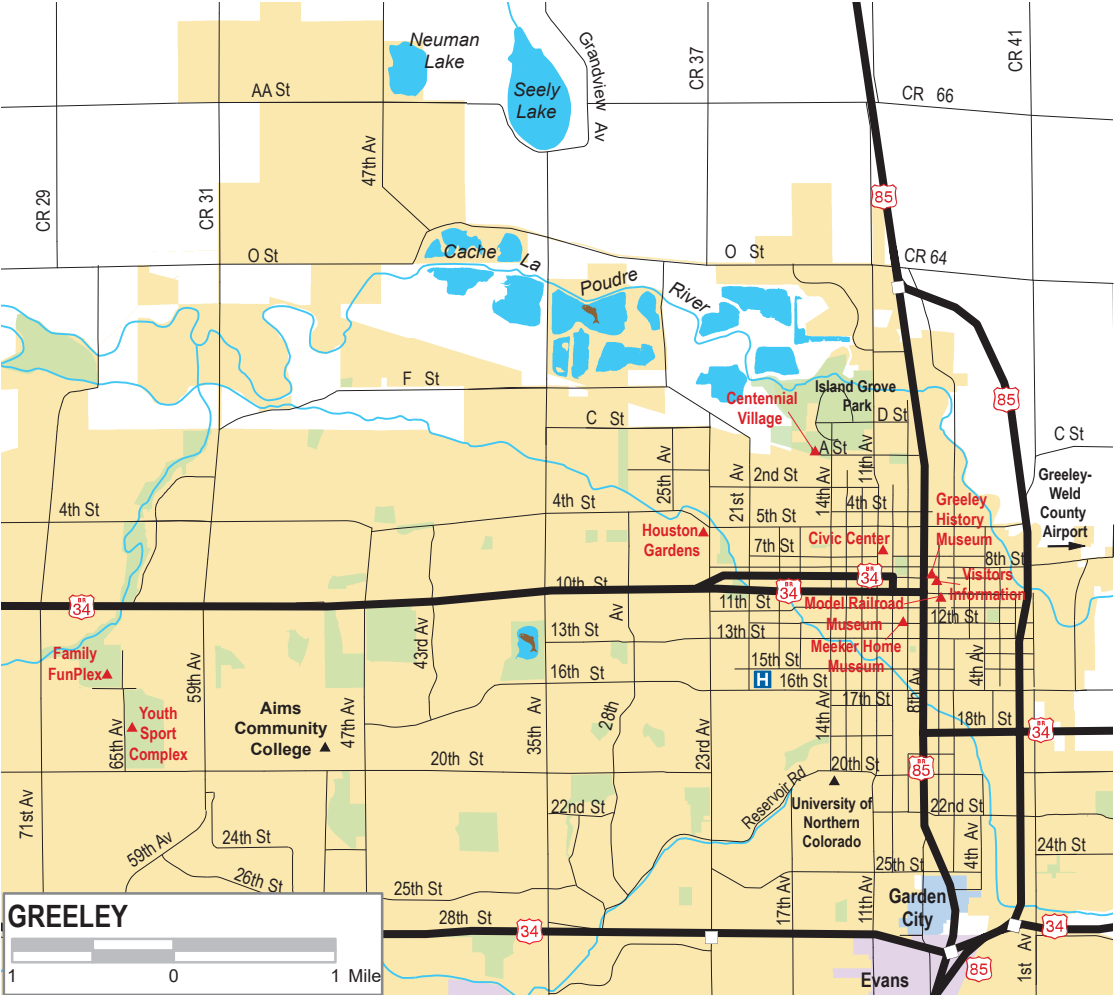 Neuman
Lake
Seely
Lake
Grandview Av
CR 37
CR 41
AA St
CR 66
47th Av
CR 29
CR 31
85
O St
Cache La Poudre River
O St
CR 64
F St
85
Island Grove
Park
Centennial
Village
D St
C St
A St
11th Av
C St
25th Av
21st Av
2nd St
14th Av
4th St
Greeley-
Weld
County
Airport
4th St
4th St
5th St
Greeley
History
Museum
Houston
Gardens
7th St
Civic Center
8th St
BR
34
10th St
BR
34
BR
34
Visitors
Information
11th St
Model Railroad
Museum
12th St
13th St
13th St
Meeker Home
Museum
43rd Av
Av
Family
FunPlex
15th St
4th Av
59th Av
16th St
H
16th St
8th Av
17th St
Youth
Sport
Complex
65th Av
Aims
Community
College
47th Av
35th Av
28th
23rd Av
14th Av
18th St
BR
34
20th St
20th St
BR
85
71st Av
Reservoir Rd
University of
Northern
Colorado
22nd St
22nd St
59th Av
24th St
4th Av
24th St
26th St
25th St
25th St
17th Av
11th Av
Garden
City
GREELEY
28th St
34
34
1 0 1 Mile
Evans
85
1st Av